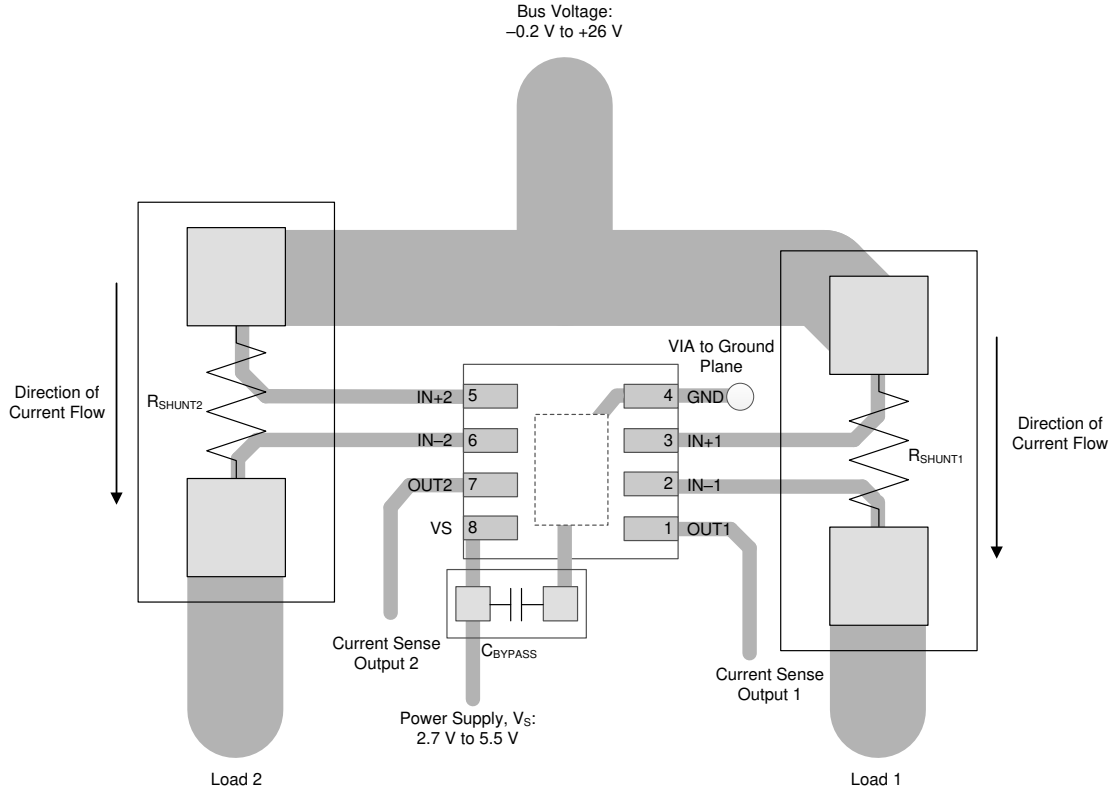 Bus Voltage:
–0.2 V to +26 V
VIA to Ground
Plane
Direction of
Current Flow
RSHUNT2
IN+2
5
4
GND
IN–2
6
3
IN+1
RSHUNT1
Direction of
Current Flow
OUT2
7
2
IN–1
VS
8
1
OUT1
Current Sense
Output 2
CBYPASS
Current Sense
Output 1
Power Supply, VS:
2.7 V to 5.5 V
Load 2
Load 1